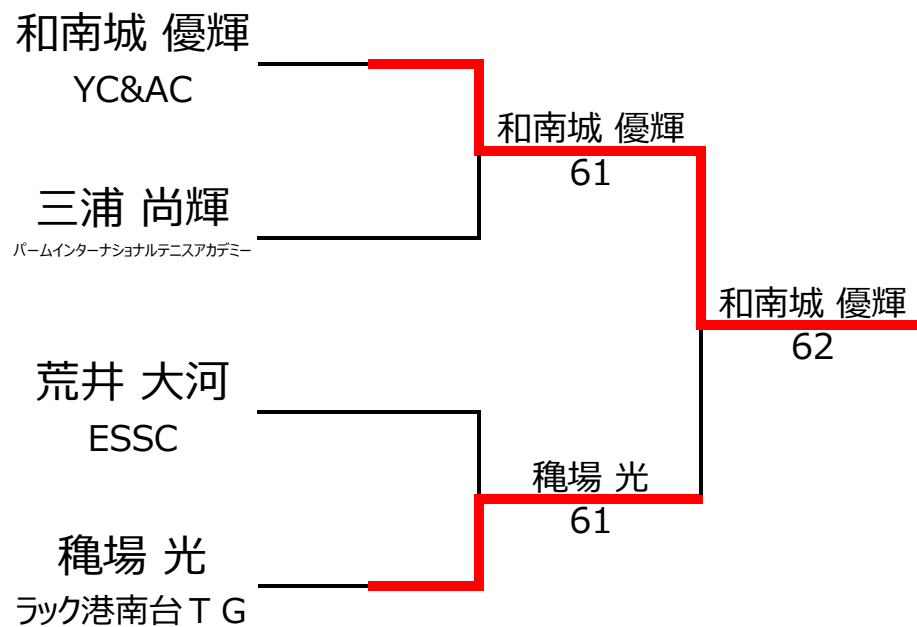 和南城 優輝
YC&AC
和南城 優輝
61
三浦 尚輝
パームインターナショナルテニスアカデミー
和南城 優輝
62
荒井 大河
ESSC
穐場 光
61
穐場 光
ラック港南台ＴＧ